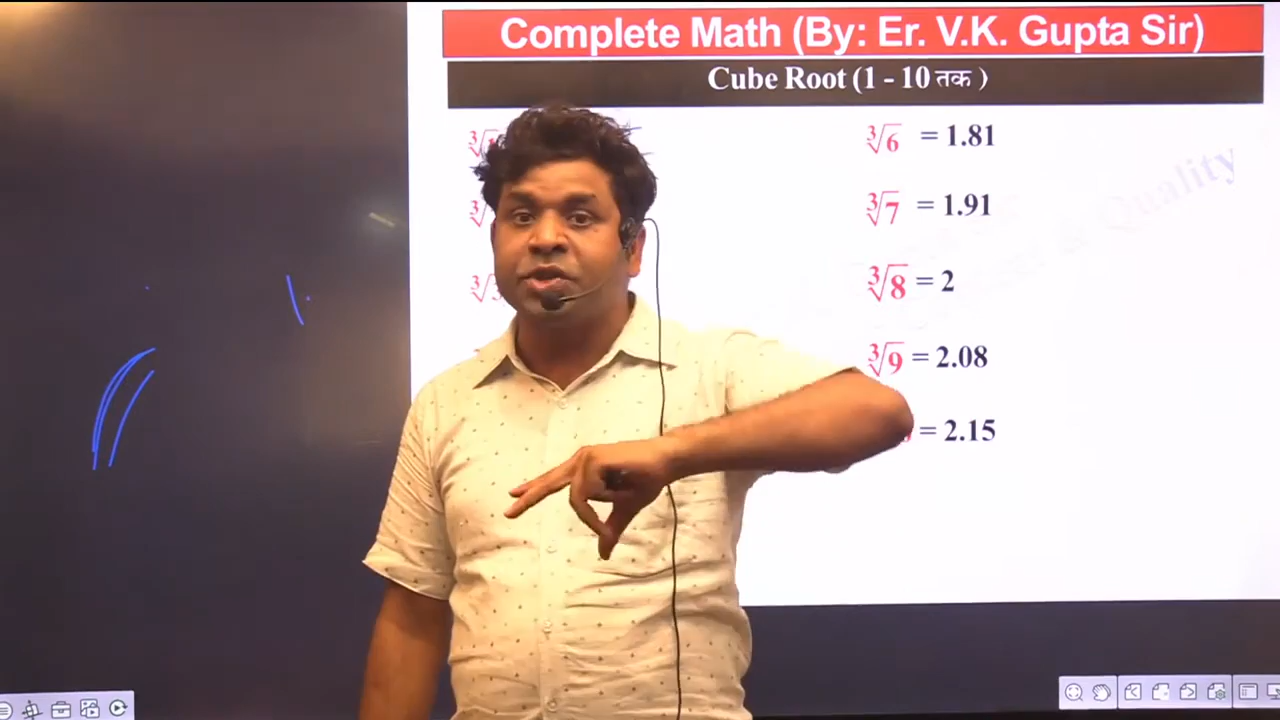 Complete Math (By: Er. V.K. Gupta Sir)
Cube Root (1 - 10 तक )
∛6 = 1.81
∛7 = 1.91
∛8 = 2
∛9 = 2.08
= 2.15
& Quality